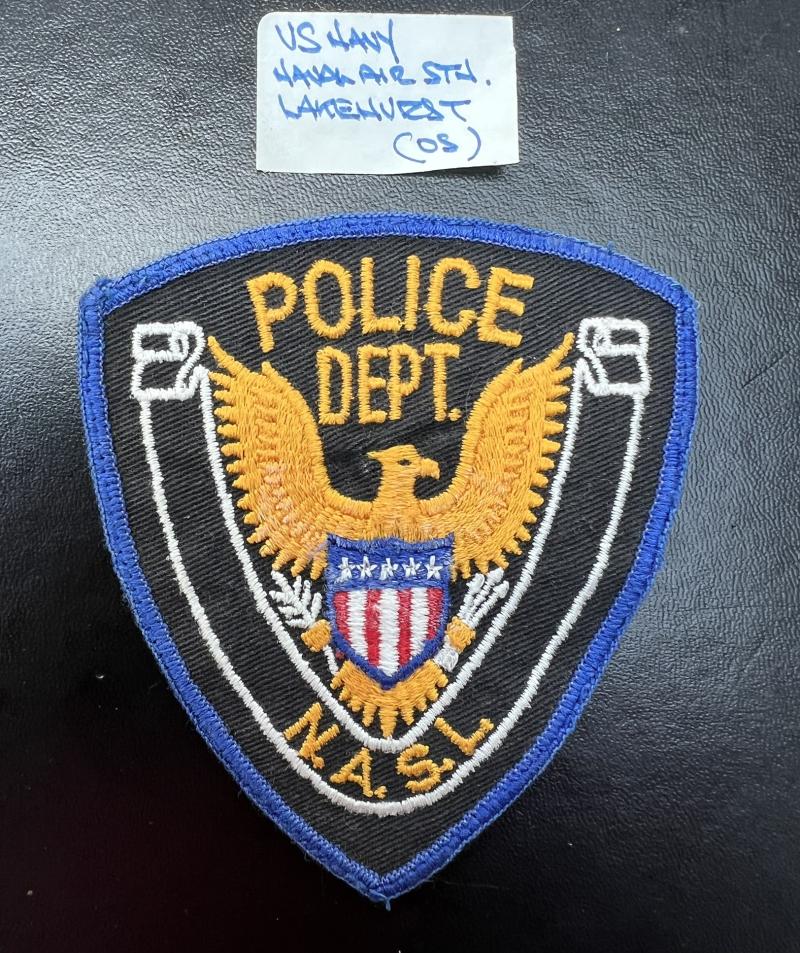 US NAVY
NAVAL AIR STN.
LAKEHURST
(OS)
POLICE
DEPT.
N.A.S.L